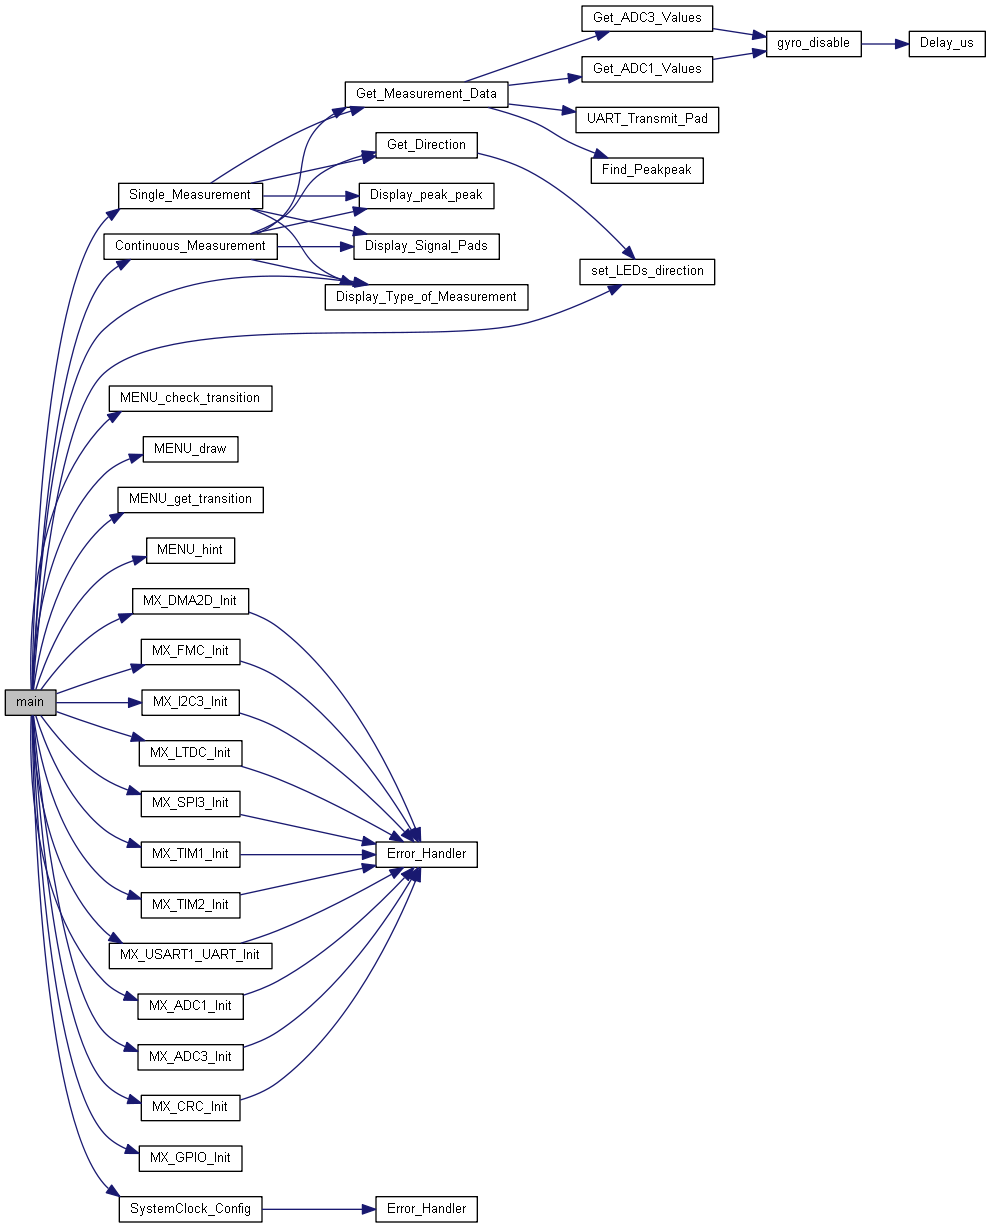 Get_ADC3_Values
gyro_disable
Delay_us
Get_ADC1_Values
Get_Measurement_Data
UART_Transmit_Pad
Get_Direction
Find_Peakpeak
Single_Measurement
Display_peak_peak
Continuous_Measurement
Display_Signal_Pads
set_LEDs_direction
Display_Type_of_Measurement
MENU_check_transition
MENU_draw
MENU_get_transition
MENU_hint
MX_DMA2D_Init
MX_FMC_Init
main
MX_I2C3_Init
MX_LTDC_Init
MX_SPI3_Init
MX_TIM1_Init
Error_Handler
MX_TIM2_Init
MX_USART1_UART_Init
MX_ADC1_Init
MX_ADC3_Init
MX_CRC_Init
MX_GPIO_Init
SystemClock_Config
Error_Handler